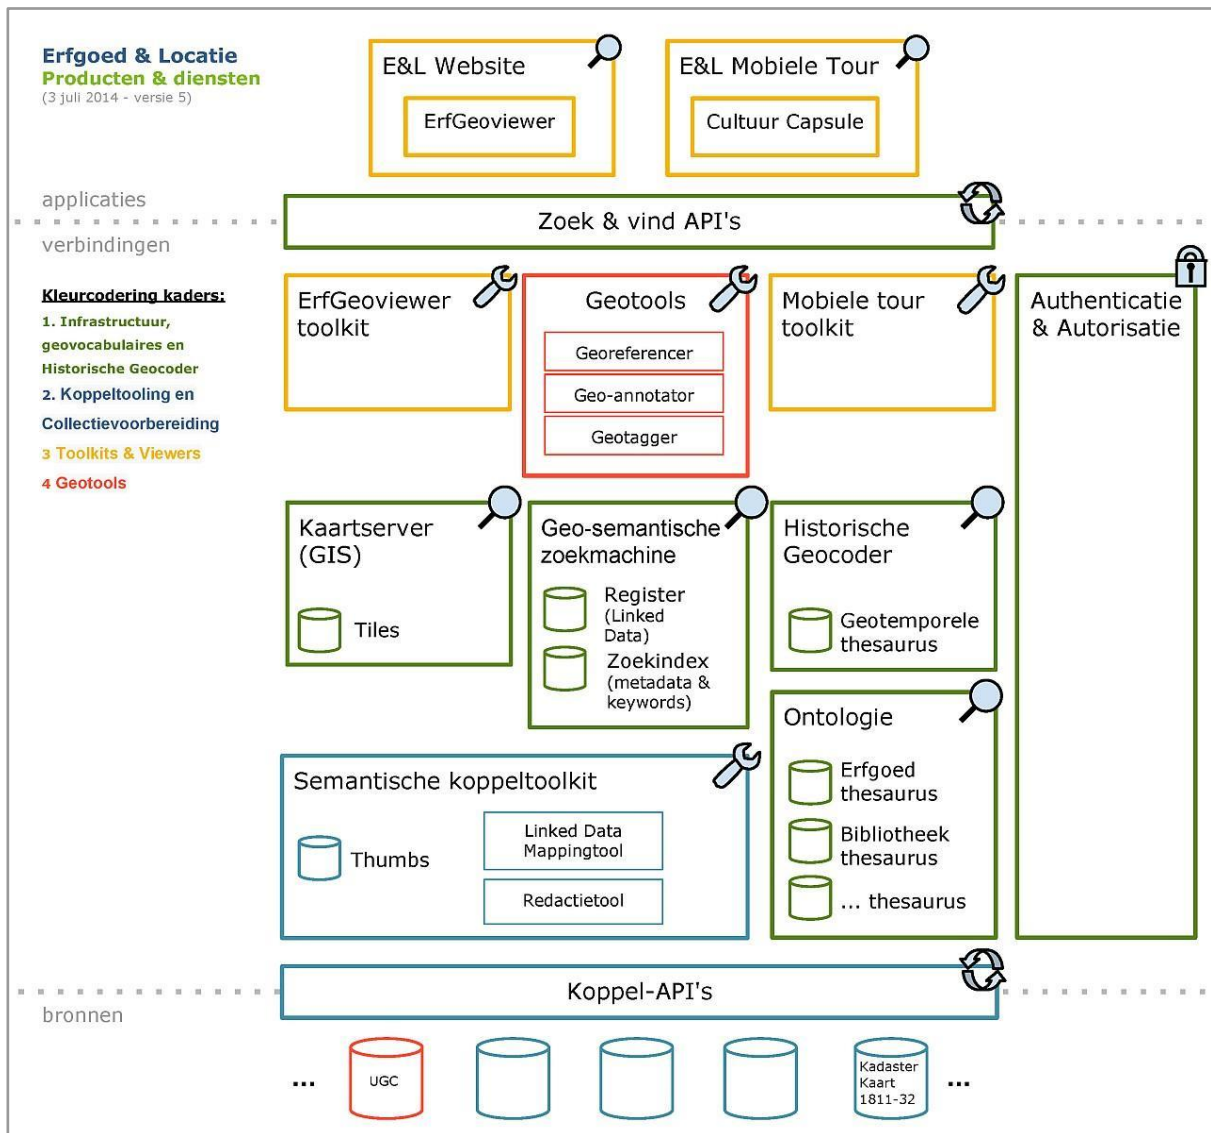 Erfgoed & Locatie
Producten & diensten
(3 juli 2014 - versie 5)
E&L Website
ErfGeoviewer
E&L Mobiele Tour
Cultuur Capsule
applicaties
Zoek & vind API's
verbindingen
Kleurcodering kaders:
1. Infrastructuur,
geovocabulaires en
Historische Geocoder
2. Koppeltooling en
Collectievoorbereiding
3 Toolkits & Viewers
4 Geotools
ErfGeoviewer
toolkit
Geotools
Georeferencer
Geo-annotator
Geotagger
Mobiele tour
toolkit
Authenticatie
& Autorisatie
Kaartserver
(GIS)
Tiles
Geo-semantische
zoekmachine
Register
(Linked
Data)
Zoekindex
(metadata &
keywords)
Historische
Geocoder
Geotemporele
thesaurus
Ontologie
Erfgoed
thesaurus
Bibliotheek
thesaurus
... thesaurus
Semantische koppeltoolkit
Thumbs
Linked Data
Mappingtool
Redactietool
Koppel-API's
bronnen
...
UGC
Kadaster
Kaart
1811-32
...